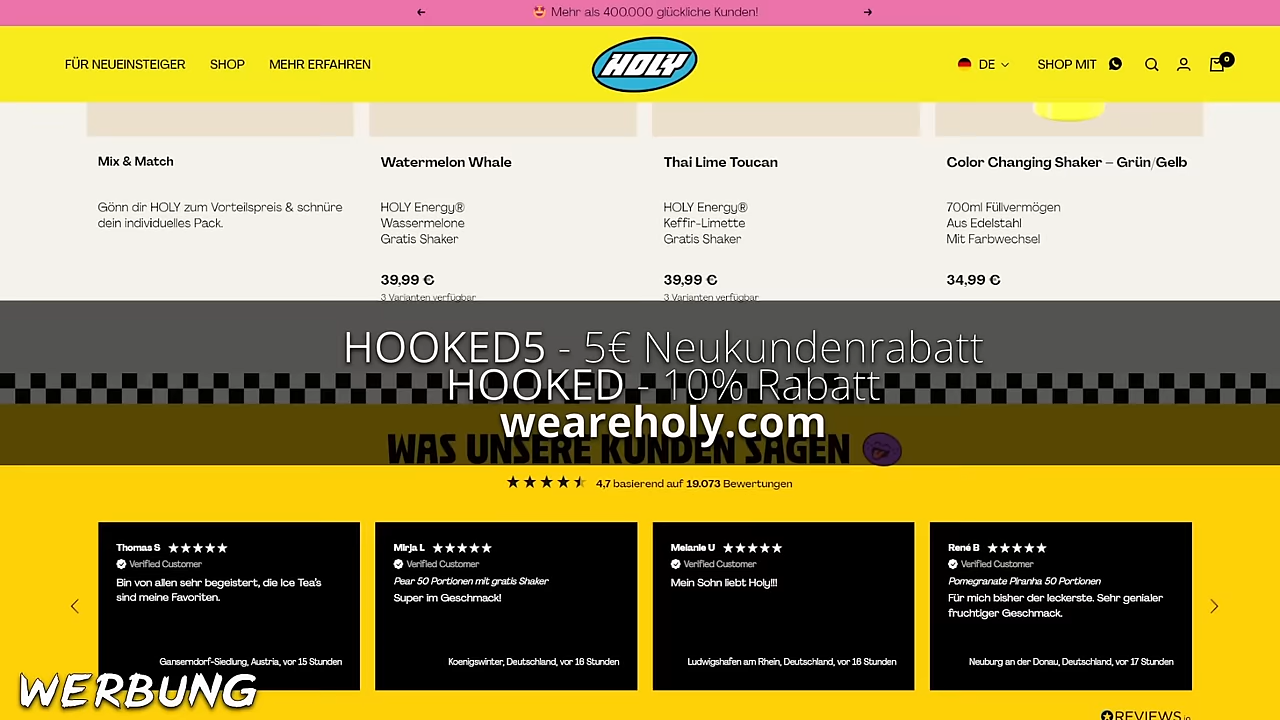 🤩 Mehr als 400.000 glückliche Kunden!
FÜR NEUEINSTEIGER SHOP MEHR ERFAHREN HOLY DE SHOP MIT 0
Mix & Match
Gönn dir HOLY zum Vorteilspreis & schnüre
dein individuelles Pack.
Watermelon Whale
HOLY Energy®
Wassermelone
Gratis Shaker
39,99 €
3 Varianten verfügbar
Thai Lime Toucan
HOLY Energy®
Keffir-Limette
Gratis Shaker
39,99 €
3 Varianten verfügbar
Color Changing Shaker – Grün/Gelb
700ml Füllvermögen
Aus Edelstahl
Mit Farbwechsel
34,99 €
HOOKED5 - 5€ Neukundenrabatt
HOOKED - 10% Rabatt
weareholy.com
WAS UNSERE KUNDEN SAGEN
4,7 basierend auf 19.073 Bewertungen
Thomas S
Verified Customer
Bin von allen sehr begeistert, die Ice Tea's
sind meine Favoriten.
Gänserndorf-Siedlung, Austria, vor 15 Stunden
Mirja L
Verified Customer
Pear 50 Portionen mit gratis Shaker
Super im Geschmack!
Koenigswinter, Deutschland, vor 16 Stunden
Melanie U
Verified Customer
Mein Sohn liebt Holy!!!
Ludwigshafen am Rhein, Deutschland, vor 16 Stunden
René B
Verified Customer
Pomegranate Piranha 50 Portionen
Für mich bisher der leckerste. Sehr genialer
fruchtiger Geschmack.
Neuburg an der Donau, Deutschland, vor 17 Stunden
WERBUNG
REVIEWS.io